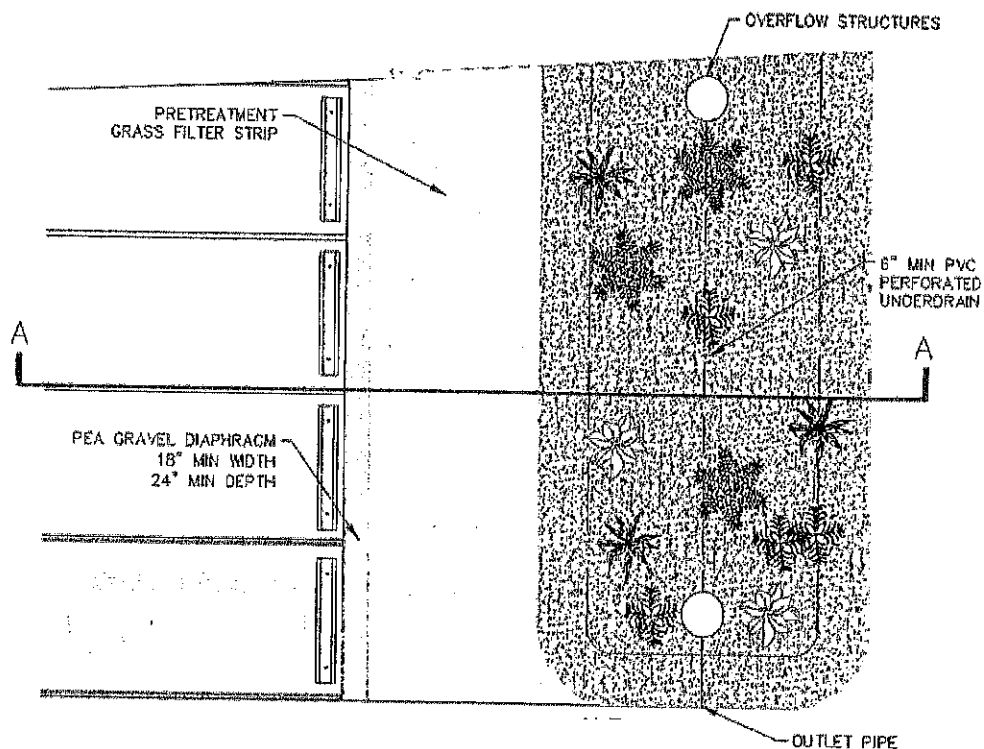 OVERFLOW STRUCTURES
PRETREATMENT
GRASS FILTER STRIP
6" MIN PVC
PERFORATED
UNDERDRAIN
A
A
PEA GRAVEL DIAPHRAGM
18" MIN WIDTH
24" MIN DEPTH
OUTLET PIPE